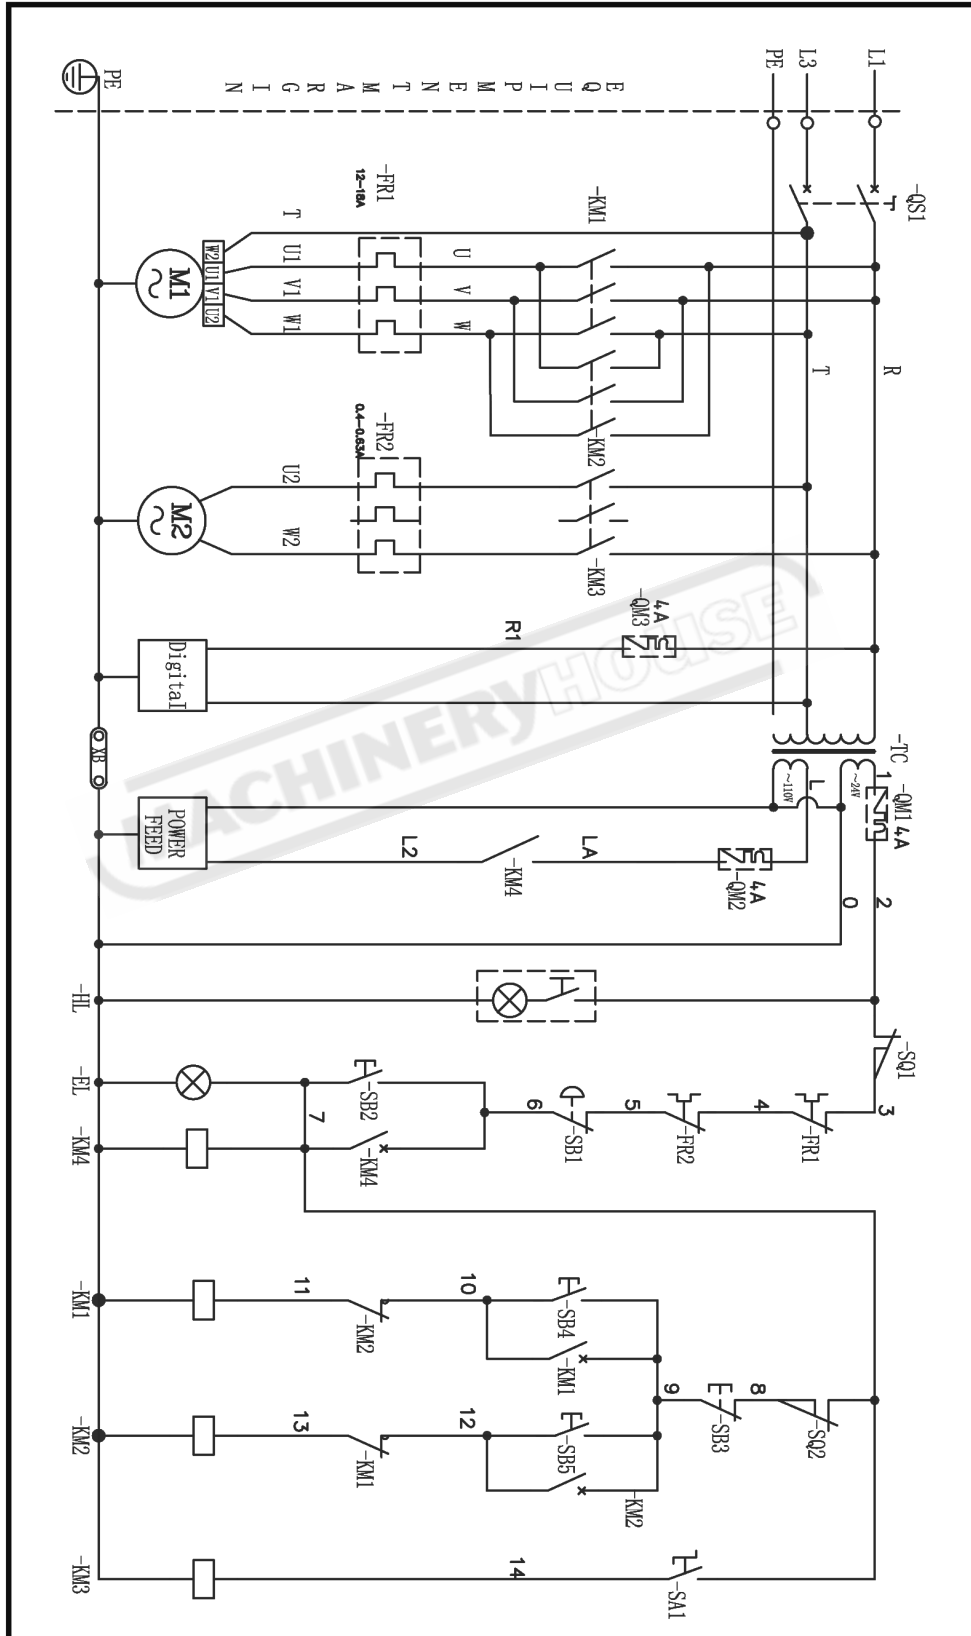 L1
L3
PE
EQUIPMENT MARGIN
PE
-QS1
-KM1
-FR1
12-18A
T
U1
V1
W1
U
V
W
W2
U1
V1
U2
M1
R
T
-KM2
-FR2
0.4-0.63A
U2
W2
M2
-KM3
4A
-QM3
R1
Digital
-TC
XB
~24V
~110V
1
L
-QM1
4A
POWER
FEED
L2
-KM4
LA
4A
-QM2
0
2
-HL
-SQ1
-EL
-SB2
3
7
6
5
4
-KM4
-KM4
-SB1
-FR2
-FR1
-KM1
11
-KM2
10
-SB4
-KM1
9
8
-SB3
-SQ2
-KM2
13
-KM1
12
-SB5
-KM2
-KM3
14
-SA1
MACHINERYHOUSE